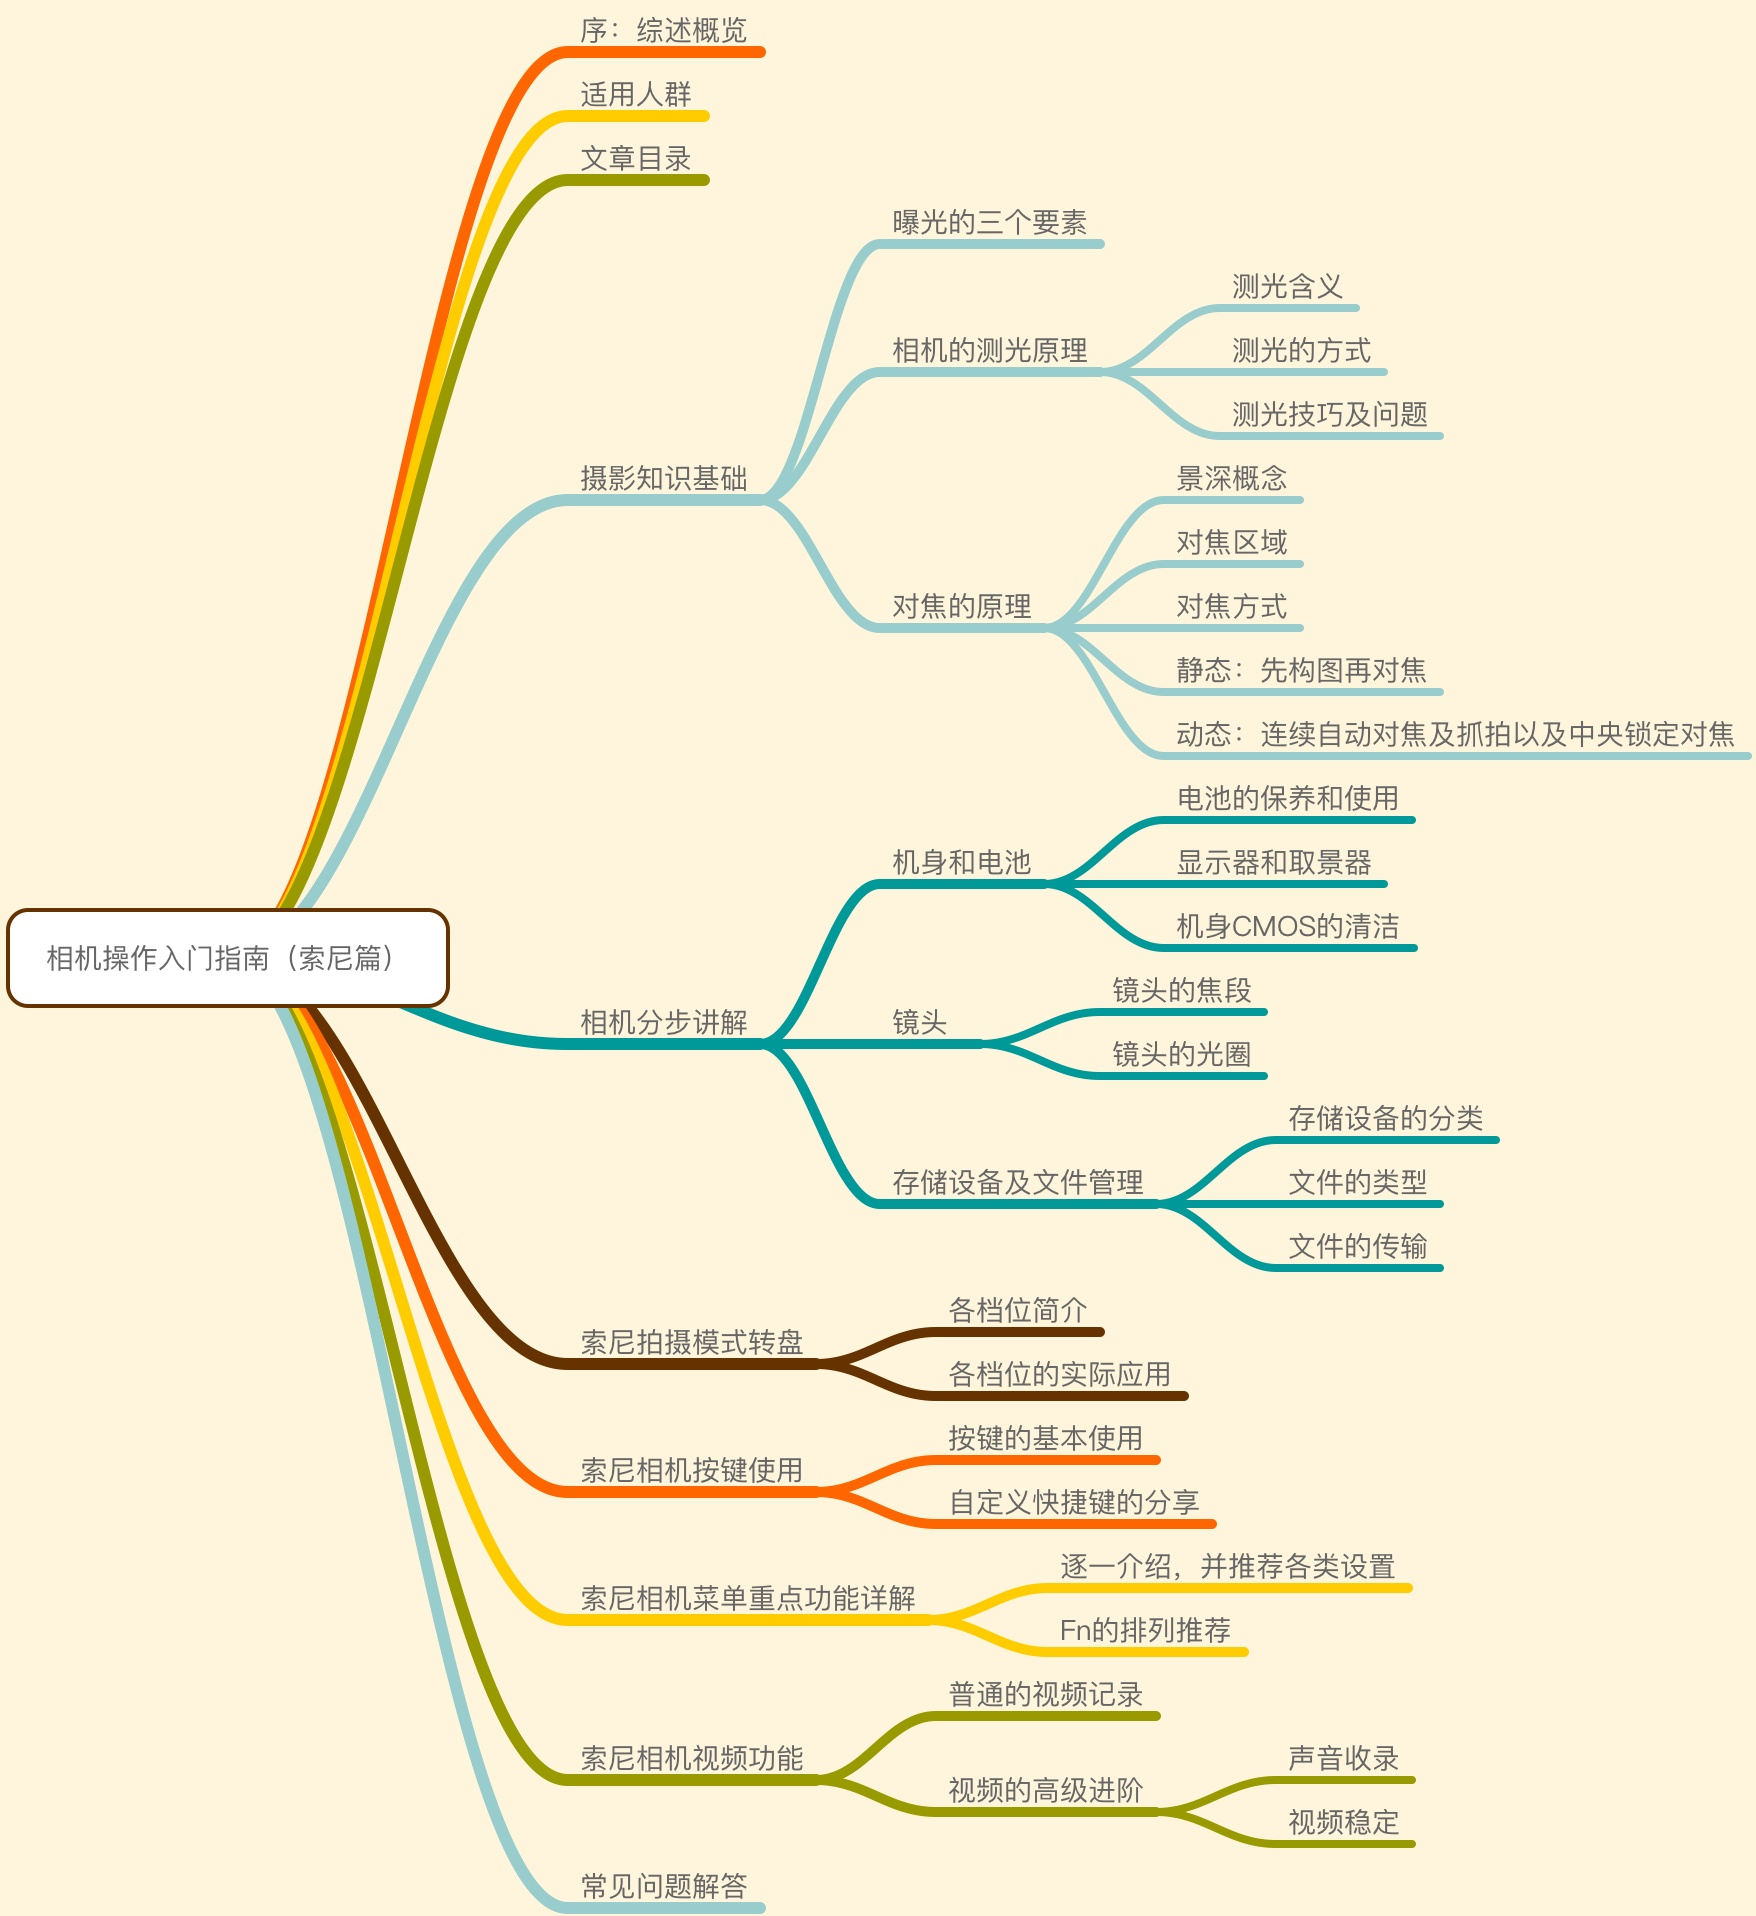 序：综述概览
适用人群
文章目录
曝光的三个要素
测光含义
相机的测光原理
测光的方式
测光技巧及问题
摄影知识基础
景深概念
对焦区域
对焦的原理
对焦方式
静态：先构图再对焦
动态：连续自动对焦及抓拍以及中央锁定对焦
电池的保养和使用
机身和电池
显示器和取景器
机身CMOS的清洁
相机操作入门指南（索尼篇）
镜头的焦段
相机分步讲解
镜头
镜头的光圈
存储设备的分类
存储设备及文件管理
文件的类型
文件的传输
各档位简介
索尼拍摄模式转盘
各档位的实际应用
按键的基本使用
索尼相机按键使用
自定义快捷键的分享
逐一介绍，并推荐各类设置
索尼相机菜单重点功能详解
Fn的排列推荐
普通的视频记录
索尼相机视频功能
声音收录
视频的高级进阶
视频稳定
常见问题解答